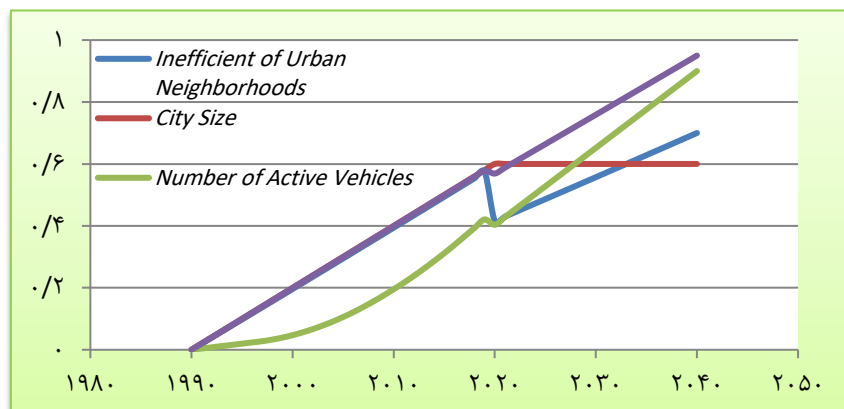 ۱
۰/۸
۰/۶
۰/۴
۰/۲
۰
Inefficient of Urban
Neighborhoods
City Size
Number of Active Vehicles
۱۹۸۰ ۱۹۹۰ ۲۰۰۰ ۲۰۱۰ ۲۰۲۰ ۲۰۳۰ ۲۰۴۰ ۲۰۵۰